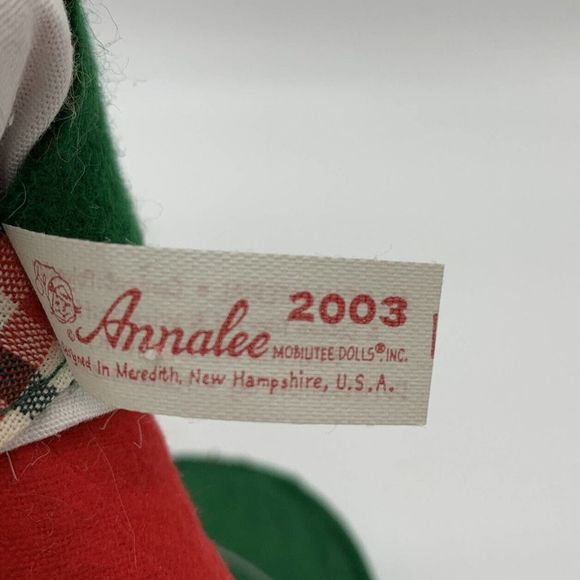 2003
© Annalee MOBILITEE DOLLS®, INC.
in Meredith, New Hampshire, U.S.A.